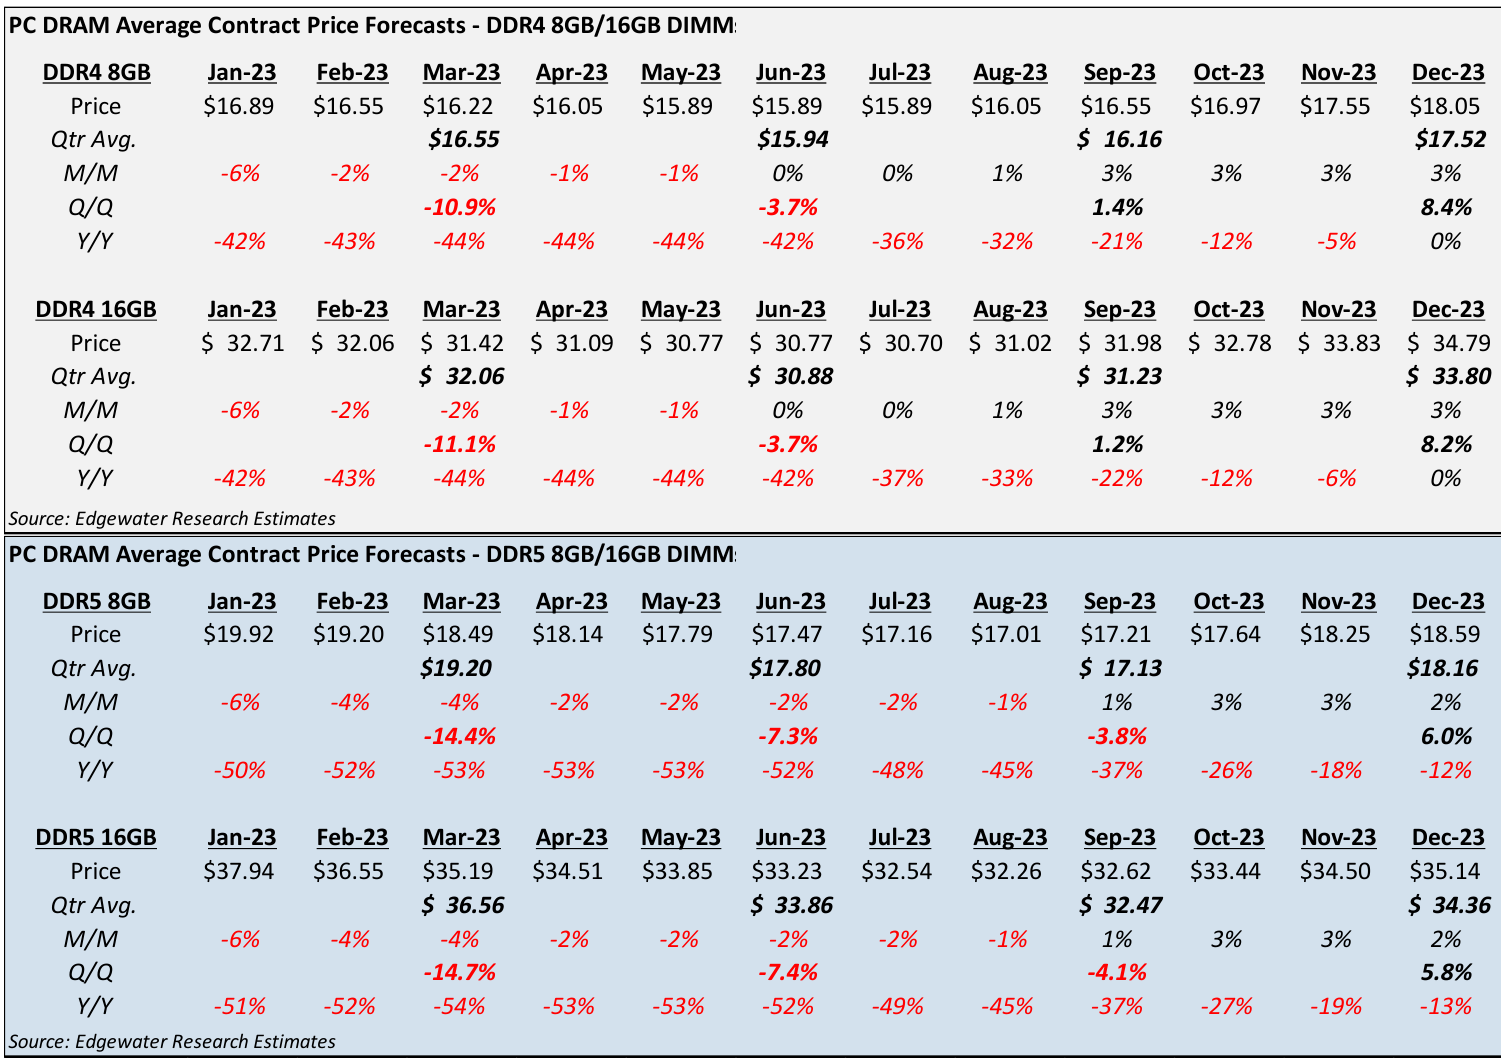 PC DRAM Average Contract Price Forecasts - DDR4 8GB/16GB DIMM
DDR4 8GB Jan-23 Feb-23 Mar-23 Apr-23 May-23 Jun-23 Jul-23 Aug-23 Sep-23 Oct-23 Nov-23 Dec-23
Price $16.89 $16.55 $16.22 $16.05 $15.89 $15.89 $15.89 $16.05 $16.55 $16.97 $17.55 $18.05
Qtr Avg. $16.55 $15.94 $ 16.16 $17.52
M/M -6% -2% -2% -1% -1% 0% 0% 1% 3% 3% 3% 3%
Q/Q -10.9% -3.7% 1.4% 8.4%
Y/Y -42% -43% -44% -44% -44% -42% -36% -32% -21% -12% -5% 0%
DDR4 16GB Jan-23 Feb-23 Mar-23 Apr-23 May-23 Jun-23 Jul-23 Aug-23 Sep-23 Oct-23 Nov-23 Dec-23
Price $ 32.71 $ 32.06 $ 31.42 $ 31.09 $ 30.77 $ 30.77 $ 30.70 $ 31.02 $ 31.98 $ 32.78 $ 33.83 $ 34.79
Qtr Avg. $ 32.06 $ 30.88 $ 31.23 $ 33.80
M/M -6% -2% -2% -1% -1% 0% 0% 1% 3% 3% 3% 3%
Q/Q -11.1% -3.7% 1.2% 8.2%
Y/Y -42% -43% -44% -44% -44% -42% -37% -33% -22% -12% -6% 0%
Source: Edgewater Research Estimates
PC DRAM Average Contract Price Forecasts - DDR5 8GB/16GB DIMM
DDR5 8GB Jan-23 Feb-23 Mar-23 Apr-23 May-23 Jun-23 Jul-23 Aug-23 Sep-23 Oct-23 Nov-23 Dec-23
Price $19.92 $19.20 $18.49 $18.14 $17.79 $17.47 $17.16 $17.01 $17.21 $17.64 $18.25 $18.59
Qtr Avg. $19.20 $17.80 $ 17.13 $18.16
M/M -6% -4% -4% -2% -2% -2% -2% -1% 1% 3% 3% 2%
Q/Q -14.4% -7.3% -3.8% 6.0%
Y/Y -50% -52% -53% -53% -53% -52% -48% -45% -37% -26% -18% -12%
DDR5 16GB Jan-23 Feb-23 Mar-23 Apr-23 May-23 Jun-23 Jul-23 Aug-23 Sep-23 Oct-23 Nov-23 Dec-23
Price $37.94 $36.55 $35.19 $34.51 $33.85 $33.23 $32.54 $32.26 $32.62 $33.44 $34.50 $35.14
Qtr Avg. $ 36.56 $ 33.86 $ 32.47 $ 34.36
M/M -6% -4% -4% -2% -2% -2% -2% -1% 1% 3% 3% 2%
Q/Q -14.7% -7.4% -4.1% 5.8%
Y/Y -51% -52% -54% -53% -53% -52% -49% -45% -37% -27% -19% -13%
Source: Edgewater Research Estimates